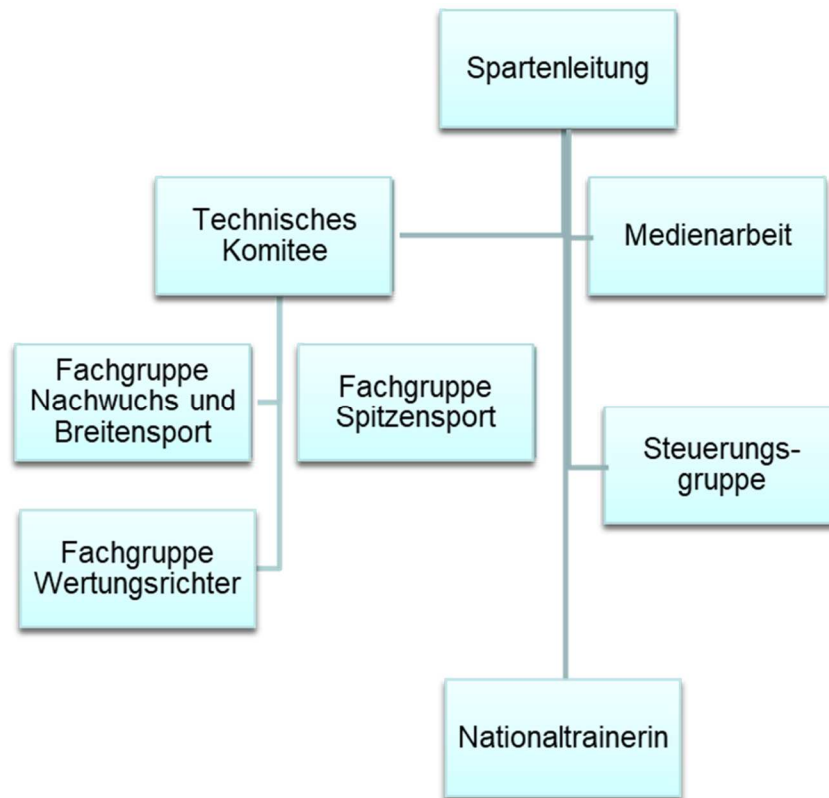 Spartenleitung
Technisches
Komitee
Medienarbeit
Fachgruppe
Nachwuchs und
Breitensport
Fachgruppe
Spitzensport
Steuerungs-
gruppe
Fachgruppe
Wertungsrichter
Nationaltrainerin